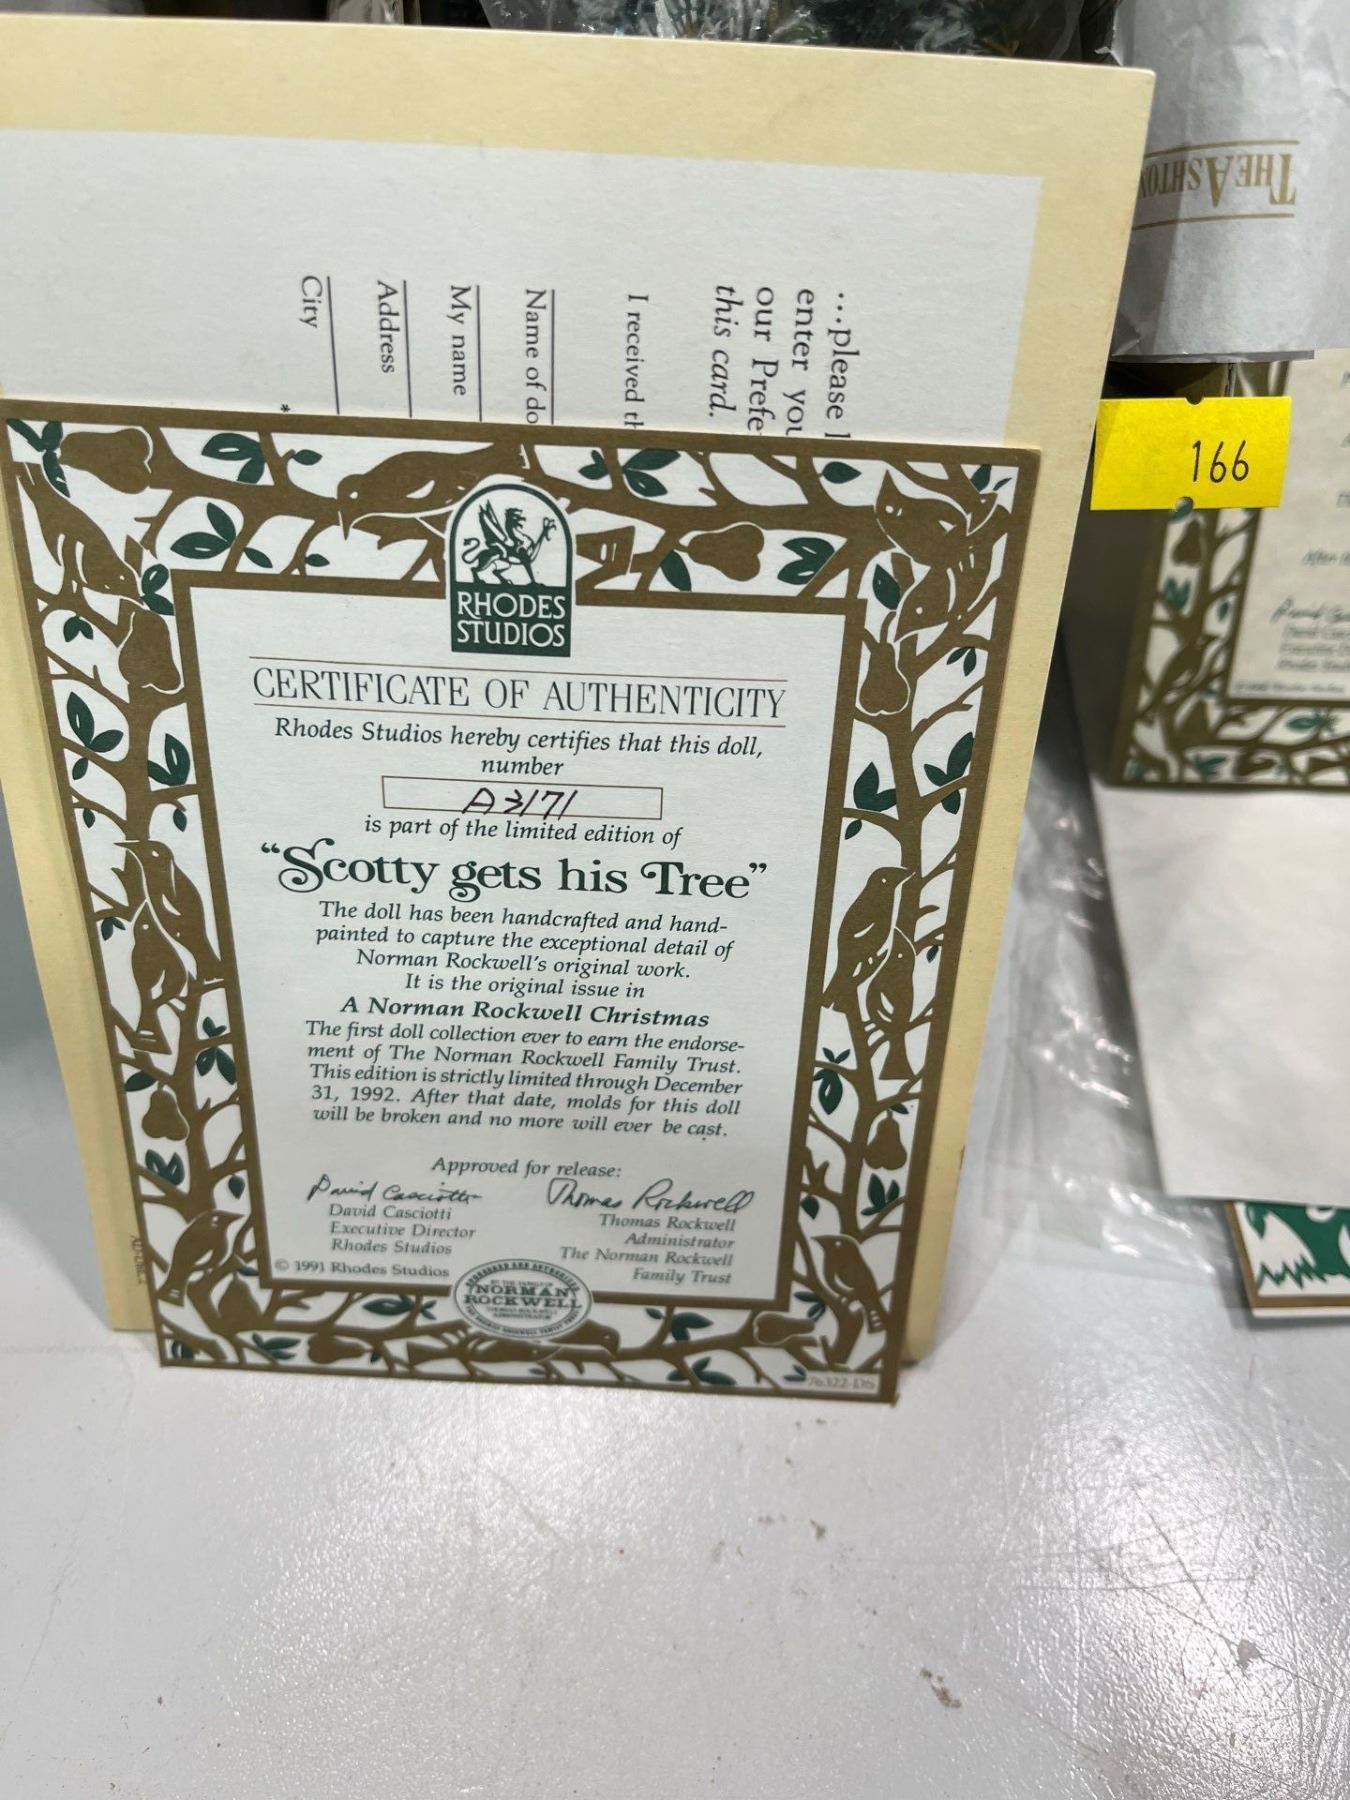 THE ASHTON
…please
enter you
our Prefe
this card.
I received th
Name of do
My name
Address
City
*
166
RHODES
STUDIOS
CERTIFICATE OF AUTHENTICITY
Rhodes Studios hereby certifies that this doll,
number
A3171
is part of the limited edition of
“Scotty gets his Tree”
The doll has been handcrafted and hand-
painted to capture the exceptional detail of
Norman Rockwell's original work.
It is the original issue in
A Norman Rockwell Christmas
The first doll collection ever to earn the endorse-
ment of The Norman Rockwell Family Trust.
This edition is strictly limited through December
31, 1992. After that date, molds for this doll
will be broken and no more will ever be cast.
Approved for release:
David Casciotti
David Casciotti
Executive Director
Rhodes Studios
Thomas Rockwell
Thomas Rockwell
Administrator
The Norman Rockwell
Family Trust
© 1991 Rhodes Studios
NORMAN
ROCKWELL
76322-D6